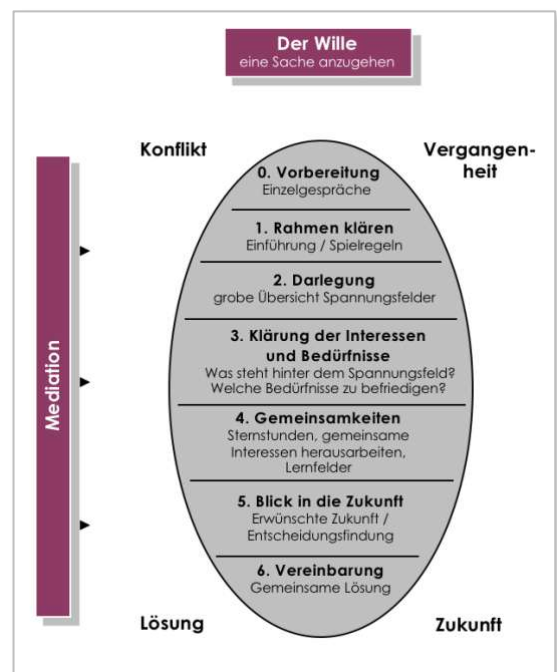 Der Wille
eine Sache anzugehen
Konflikt
Vergangen-
heit
0. Vorbereitung
Einzelgespräche
1. Rahmen klären
Einführung / Spielregeln
2. Darlegung
grobe Übersicht Spannungsfelder
3. Klärung der Interessen
und Bedürfnisse
Was steht hinter dem Spannungsfeld?
Welche Bedürfnisse zu befriedigen?
4. Gemeinsamkeiten
Sternstunden, gemeinsame
Interessen herausarbeiten,
Lernfelder
5. Blick in die Zukunft
Erwünschte Zukunft /
Entscheidungsfindung
6. Vereinbarung
Gemeinsame Lösung
Mediation
Lösung
Zukunft